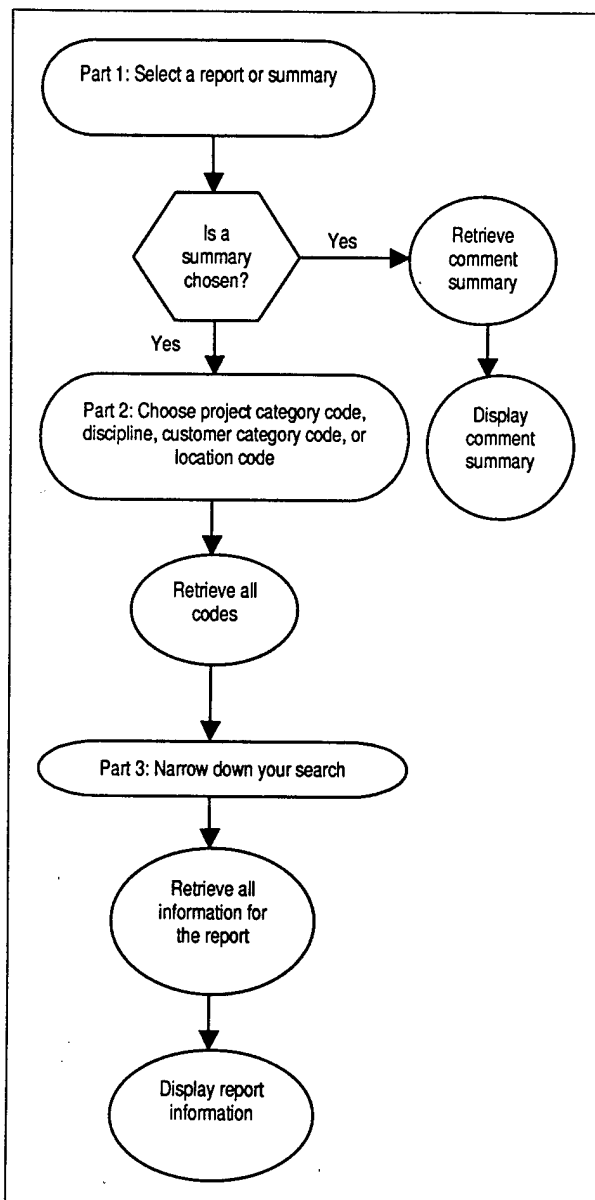 Part 1: Select a report or summary
Is a
summary
chosen?
Yes
Retrieve
comment
summary
Yes
Display
comment
summary
Part 2: Choose project category code,
discipline, customer category code, or
location code
Retrieve all
codes
Part 3: Narrow down your search
Retrieve all
information for
the report
Display report
information